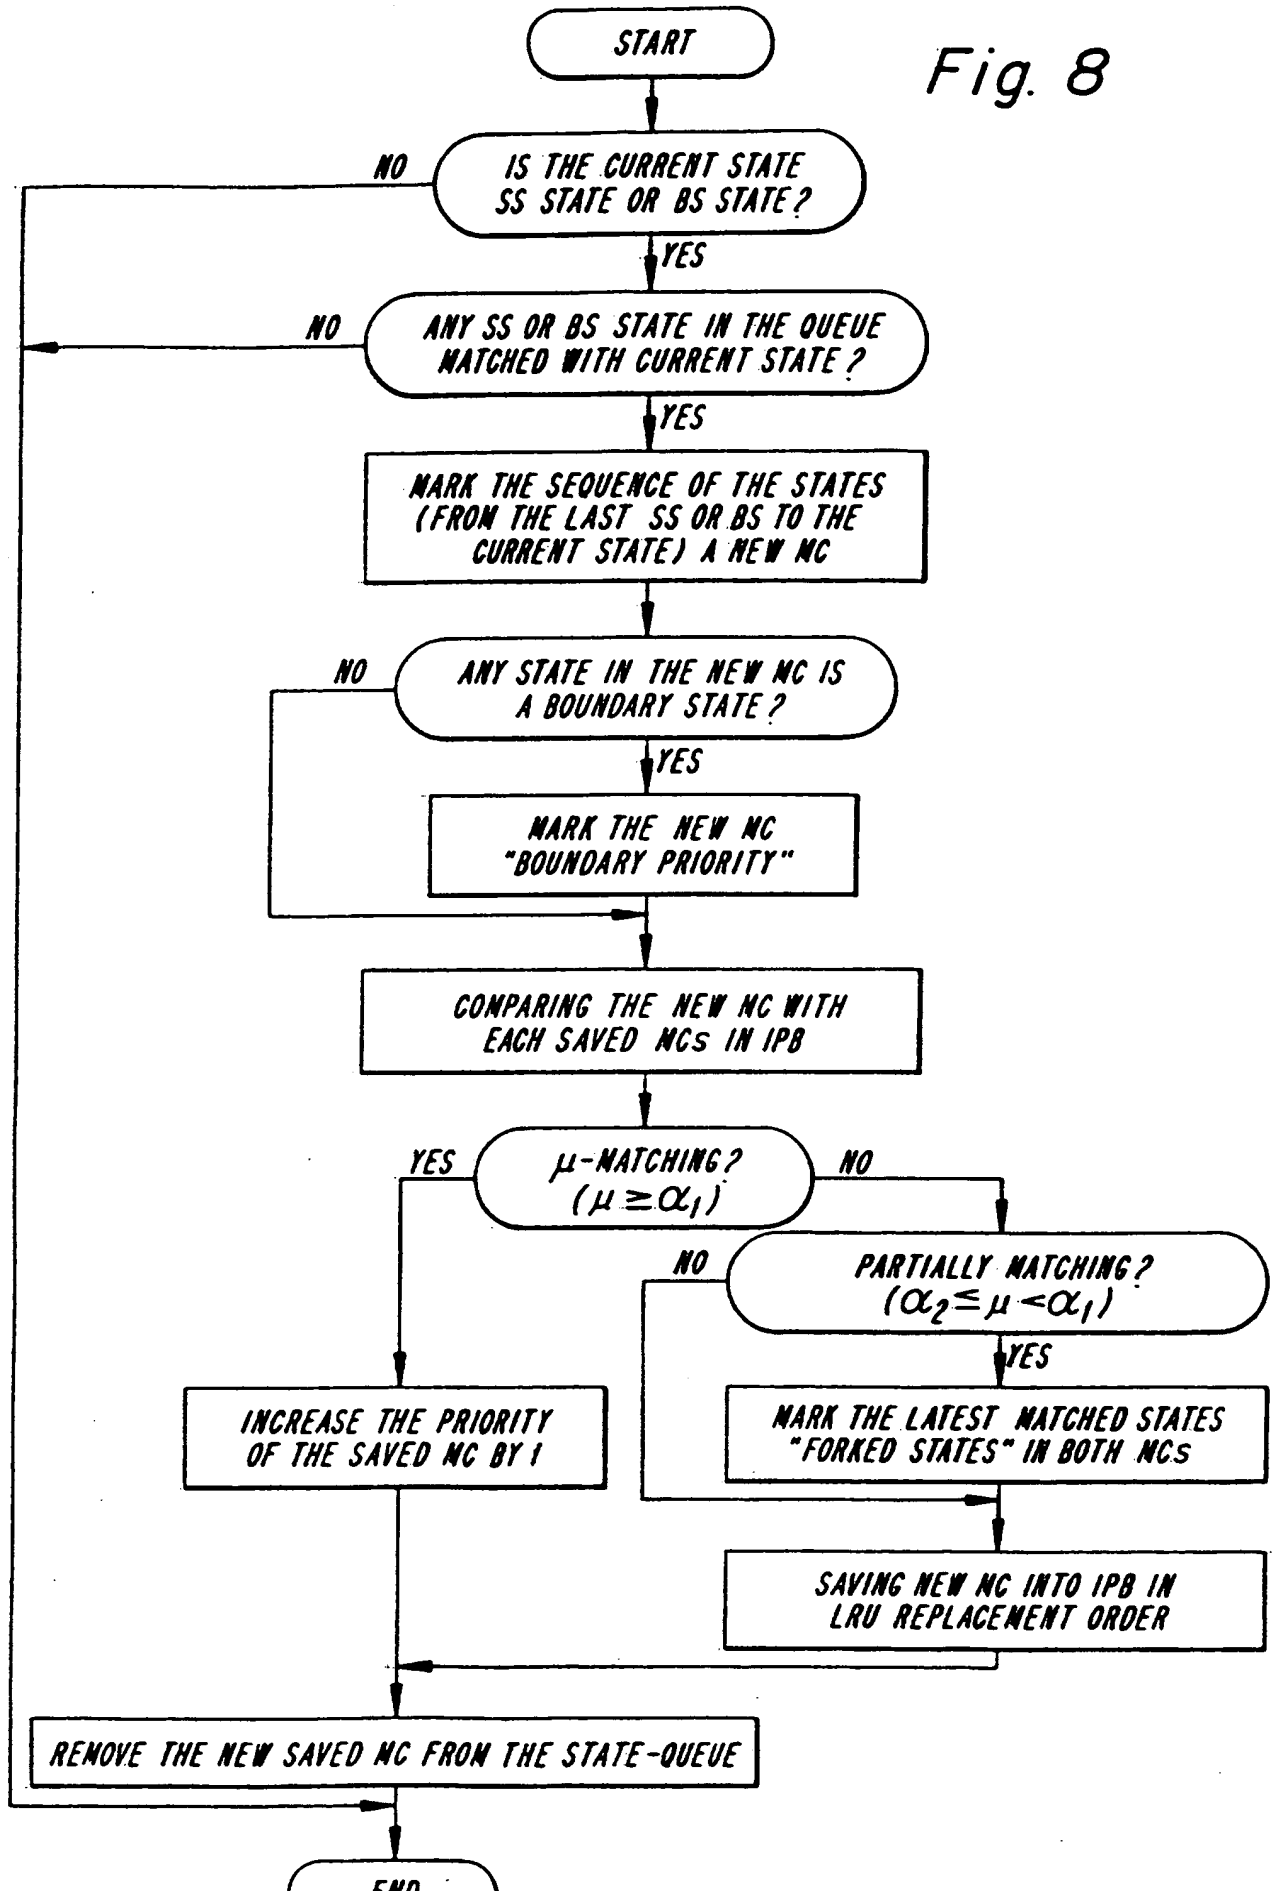 START
Fig. 8
NO
IS THE CURRENT STATE
SS STATE OR BS STATE?
YES
NO
ANY SS OR BS STATE IN THE QUEUE
MATCHED WITH CURRENT STATE?
YES
MARK THE SEQUENCE OF THE STATES
(FROM THE LAST SS OR BS TO THE
CURRENT STATE) A NEW MC
NO
ANY STATE IN THE NEW MC IS
A BOUNDARY STATE?
YES
MARK THE NEW MC
"BOUNDARY PRIORITY"
COMPARING THE NEW MC WITH
EACH SAVED MCs IN IPB
YES
μ-MATCHING?
(μ ≥ α1)
NO
NO
PARTIALLY MATCHING?
(α2 ≤ μ < α1)
YES
INCREASE THE PRIORITY
OF THE SAVED MC BY 1
MARK THE LATEST MATCHED STATES
"FORKED STATES" IN BOTH MCs
SAVING NEW MC INTO IPB IN
LRU REPLACEMENT ORDER
REMOVE THE NEW SAVED MC FROM THE STATE-QUEUE
END